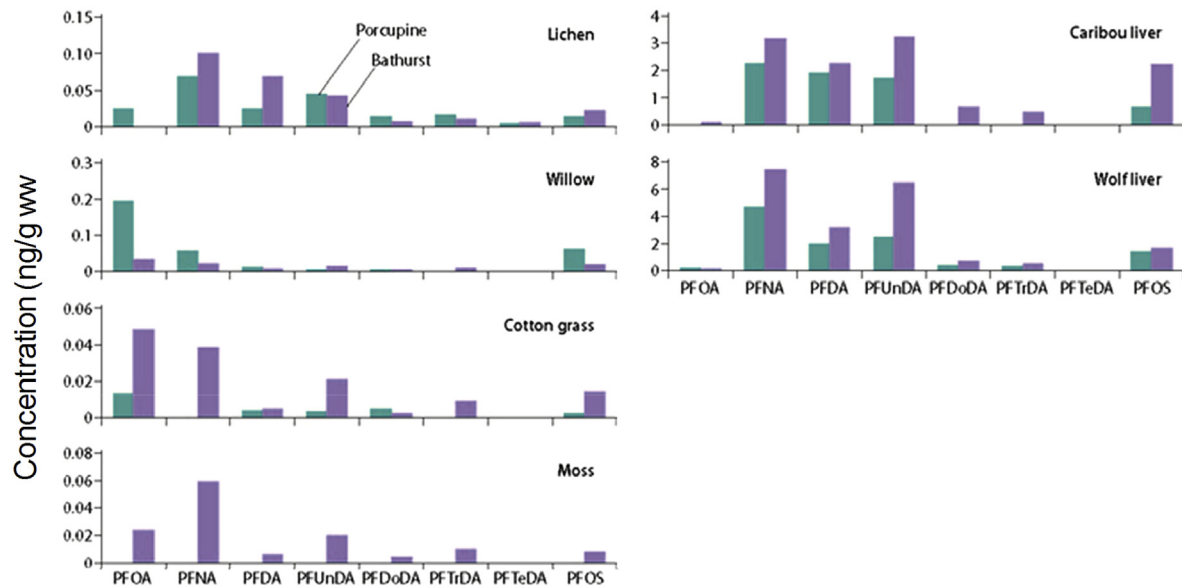 Concentration (ng/g ww
0.15
0.10
0.05
0
Porcupine
Bathurst
Lichen
0.3
0.2
0.1
0
Willow
0.06
0.04
0.02
0
Cotton grass
0.08
0.06
0.04
0.02
0
Moss
PFOA PFNA PFDA PFUnDA PFDoDA PFTrDA PFTeDA PFOS
4
3
2
1
0
Caribou liver
8
6
4
2
0
Wolf liver
PFOA PFNA PFDA PFUnDA PFDoDA PFTrDA PFTeDA PFOS